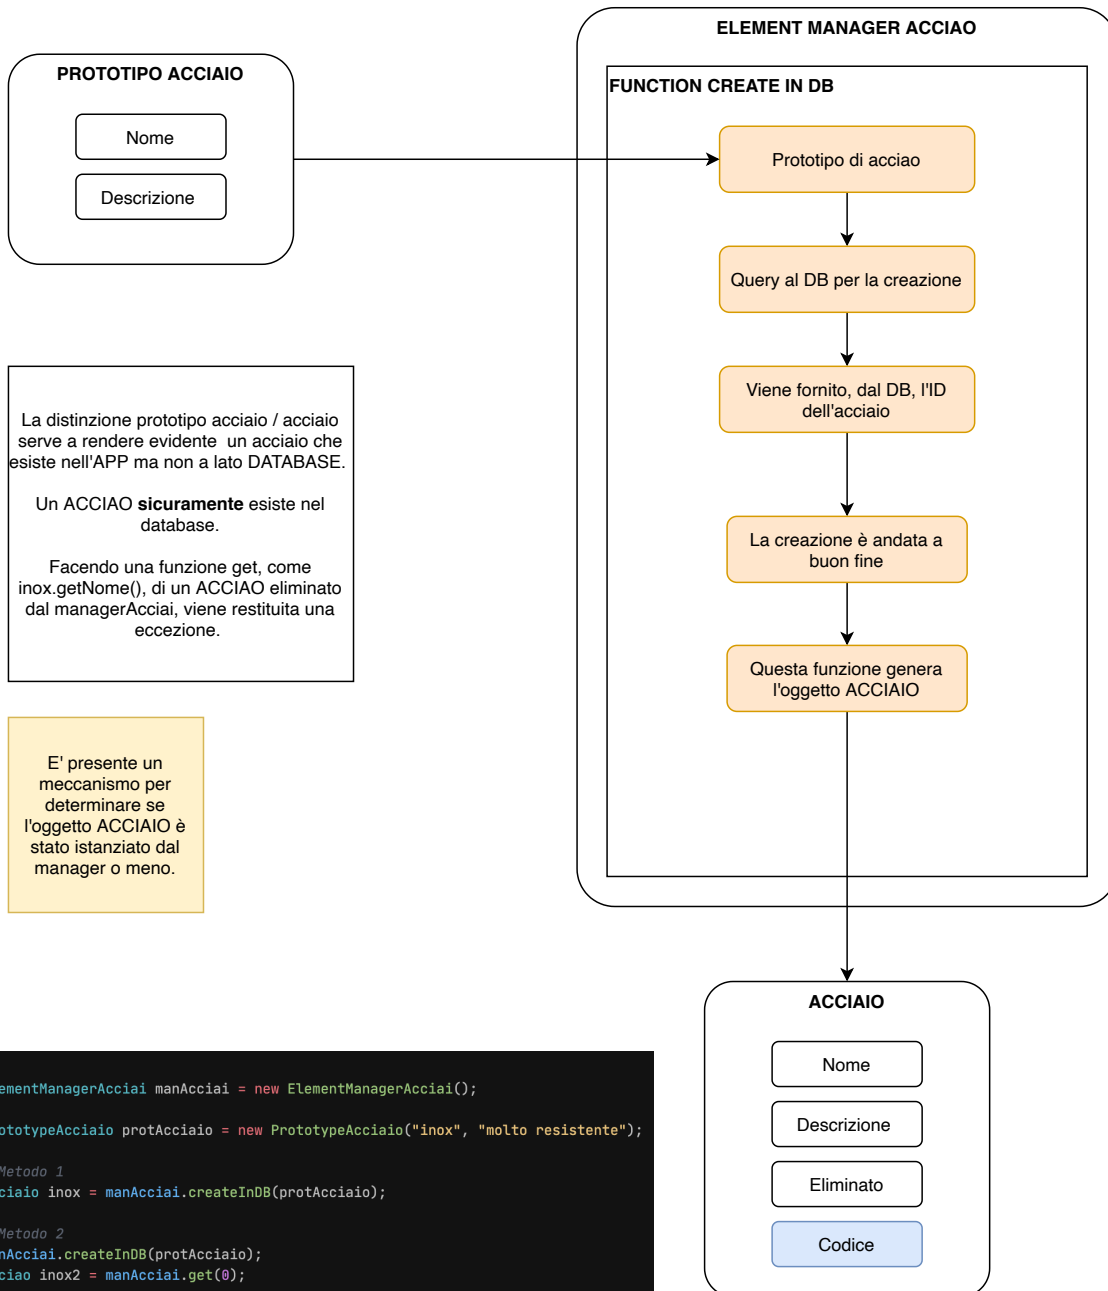 PROTOTIPO ACCIAIO
Nome
Descrizione
ELEMENT MANAGER ACCIAO
FUNCTION CREATE IN DB
Prototipo di acciao
Query al DB per la creazione
Viene fornito, dal DB, l'ID
dell'acciaio
La creazione è andata a
buon fine
Questa funzione genera
l'oggetto ACCIAIO
La distinzione prototipo acciaio / acciaio
serve a rendere evidente  un acciaio che
esiste nell'APP ma non a lato DATABASE.
Un ACCIAO sicuramente esiste nel
database.
Facendo una funzione get, come
inox.getNome(), di un ACCIAO eliminato
dal managerAcciai, viene restituita una
eccezione.
E' presente un
meccanismo per
determinare se
l'oggetto ACCIAIO è
stato istanziato dal
manager o meno.
ACCIAIO
Nome
Descrizione
Eliminato
Codice
ementManagerAcciai manAcciai = new ElementManagerAcciai();
ototypeAcciaio protAcciaio = new PrototypeAcciaio("inox", "molto resistente");
Metodo 1
ciaio inox = manAcciai.createInDB(protAcciaio);
Metodo 2
nAcciai.createInDB(protAcciaio);
ciao inox2 = manAcciai.get(0);